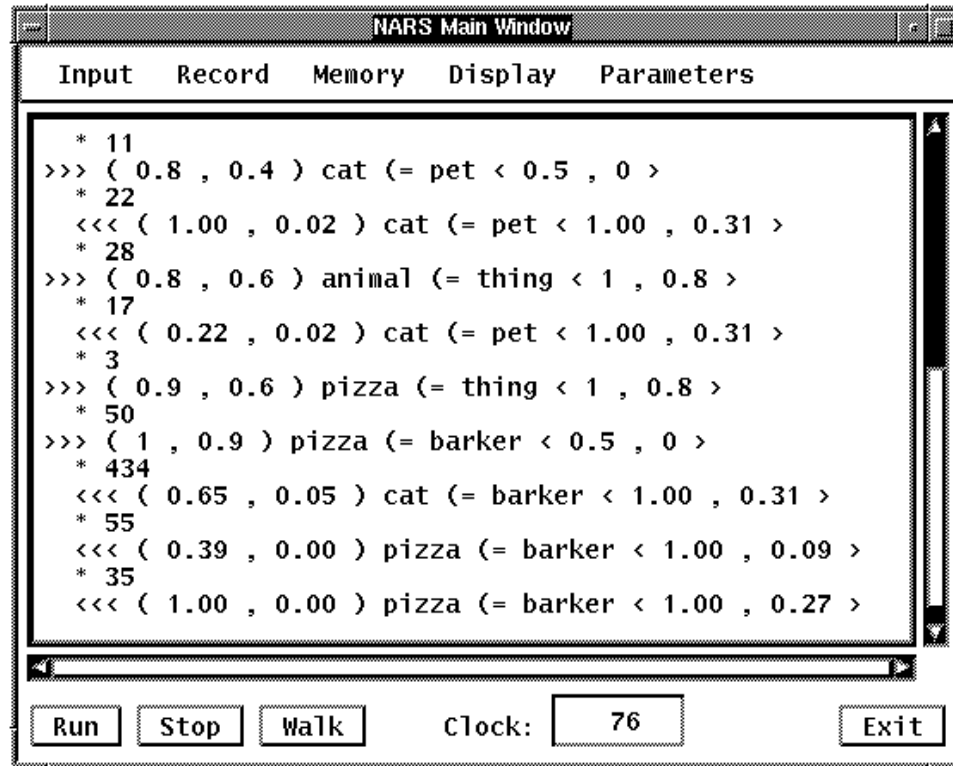 NARS Main Window
Input Record Memory Display Parameters
* 11
>>> ( 0.8 , 0.4 ) cat (= pet < 0.5 , 0 >
* 22
<<< ( 1.00 , 0.02 ) cat (= pet < 1.00 , 0.31 >
* 28
>>> ( 0.8 , 0.6 ) animal (= thing < 1 , 0.8 >
* 17
<<< ( 0.22 , 0.02 ) cat (= pet < 1.00 , 0.31 >
* 3
>>> ( 0.9 , 0.6 ) pizza (= thing < 1 , 0.8 >
* 50
>>> ( 1 , 0.9 ) pizza (= barker < 0.5 , 0 >
* 434
<<< ( 0.65 , 0.05 ) cat (= barker < 1.00 , 0.31 >
* 55
<<< ( 0.39 , 0.00 ) pizza (= barker < 1.00 , 0.09 >
* 35
<<< ( 1.00 , 0.00 ) pizza (= barker < 1.00 , 0.27 >
Run Stop Walk Clock: 76 Exit